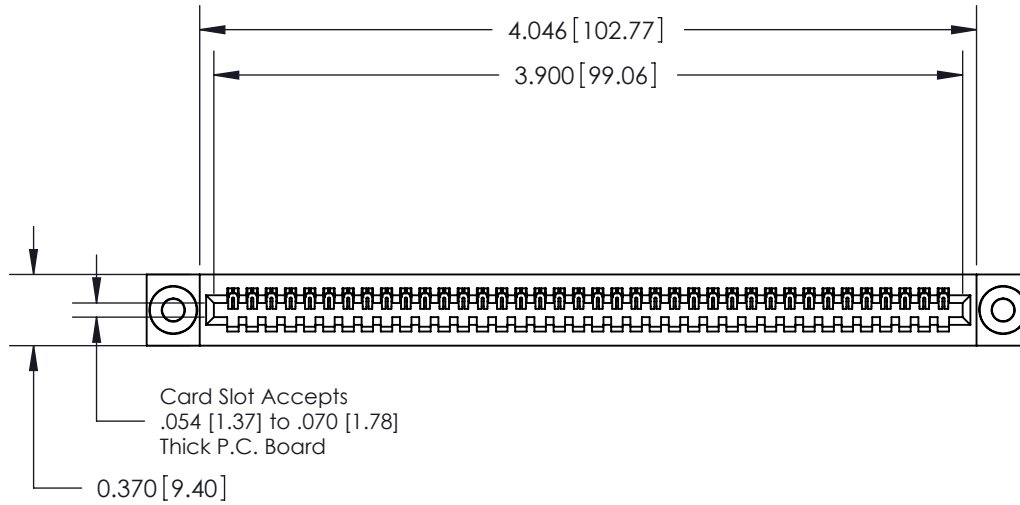 4.046[102.77]
3.900[99.06]
Card Slot Accepts
.054 [1.37] to .070 [1.78]
Thick P.C. Board
0.370[9.40]